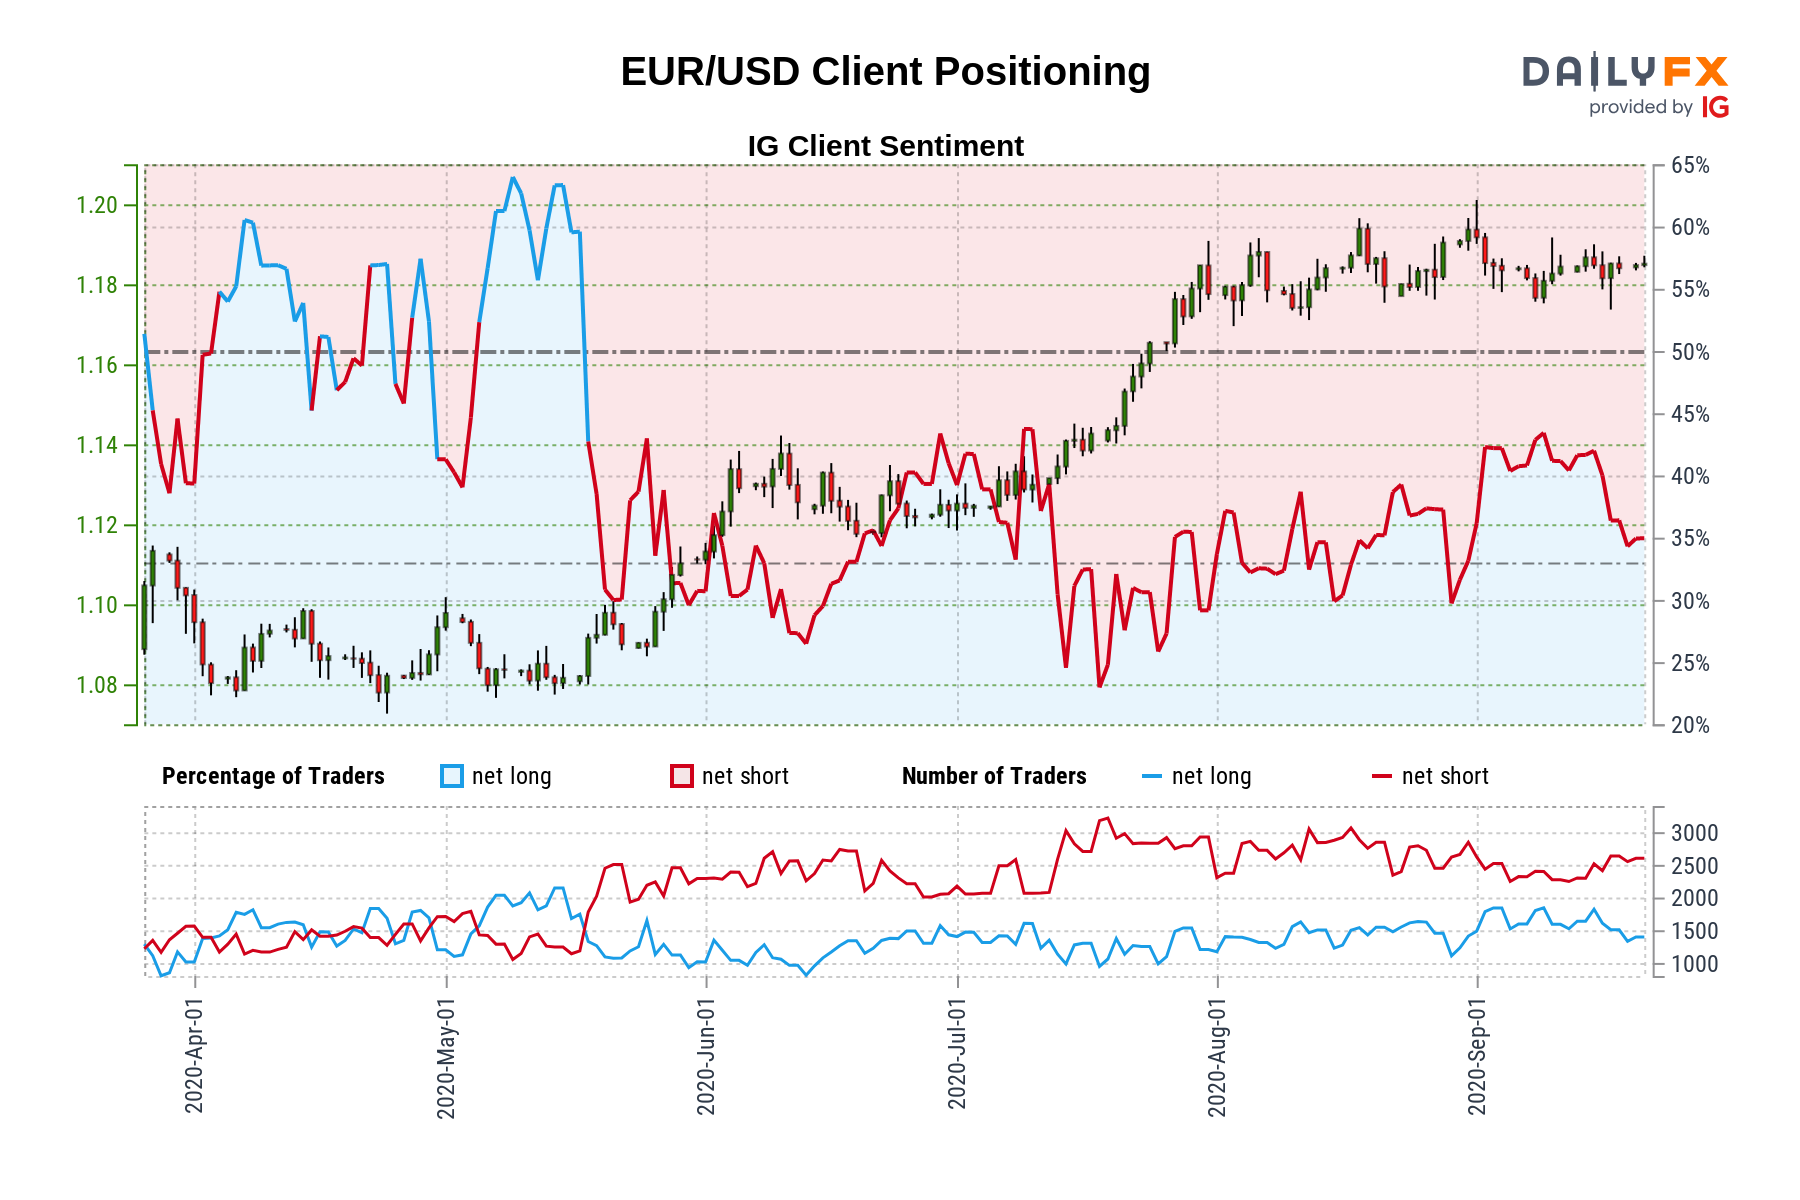 EUR/USD Client Positioning
DAILYFX
provided by IG
IG Client Sentiment
1.20
1.18
1.16
1.14
1.12
1.10
1.08
65%
60%
55%
50%
45%
40%
35%
30%
25%
20%
Percentage of Traders net long net short Number of Traders net long net short
3000
2500
2000
1500
1000
2020-Apr-01
2020-May-01
2020-Jun-01
2020-Jul-01
2020-Aug-01
2020-Sep-01